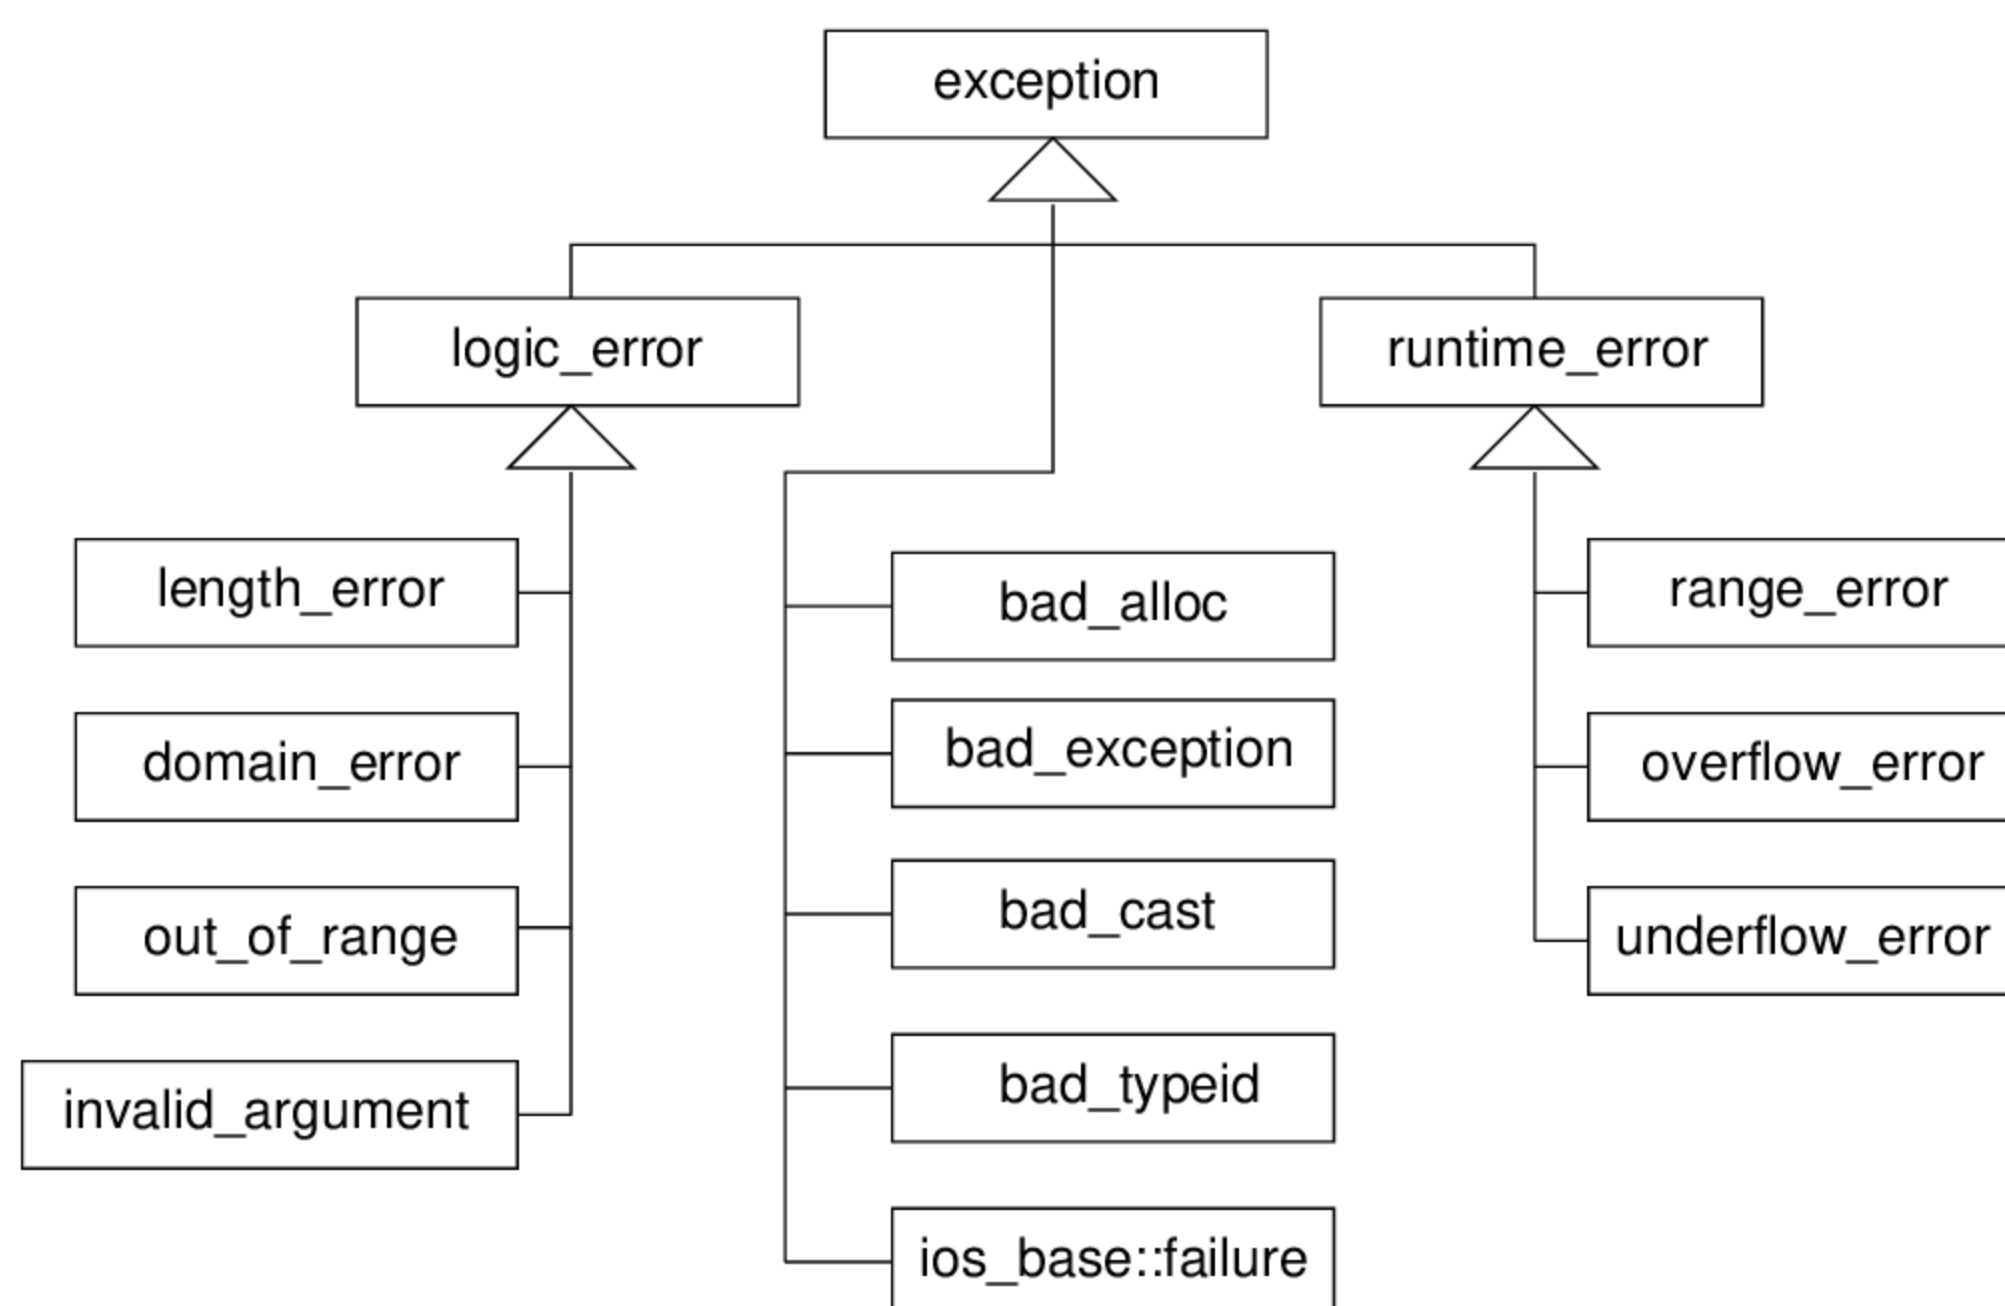 exception
logic_error
runtime_error
length_error
domain_error
out_of_range
invalid_argument
bad_alloc
bad_exception
bad_cast
bad_typeid
ios_base::failure
range_error
overflow_error
underflow_error